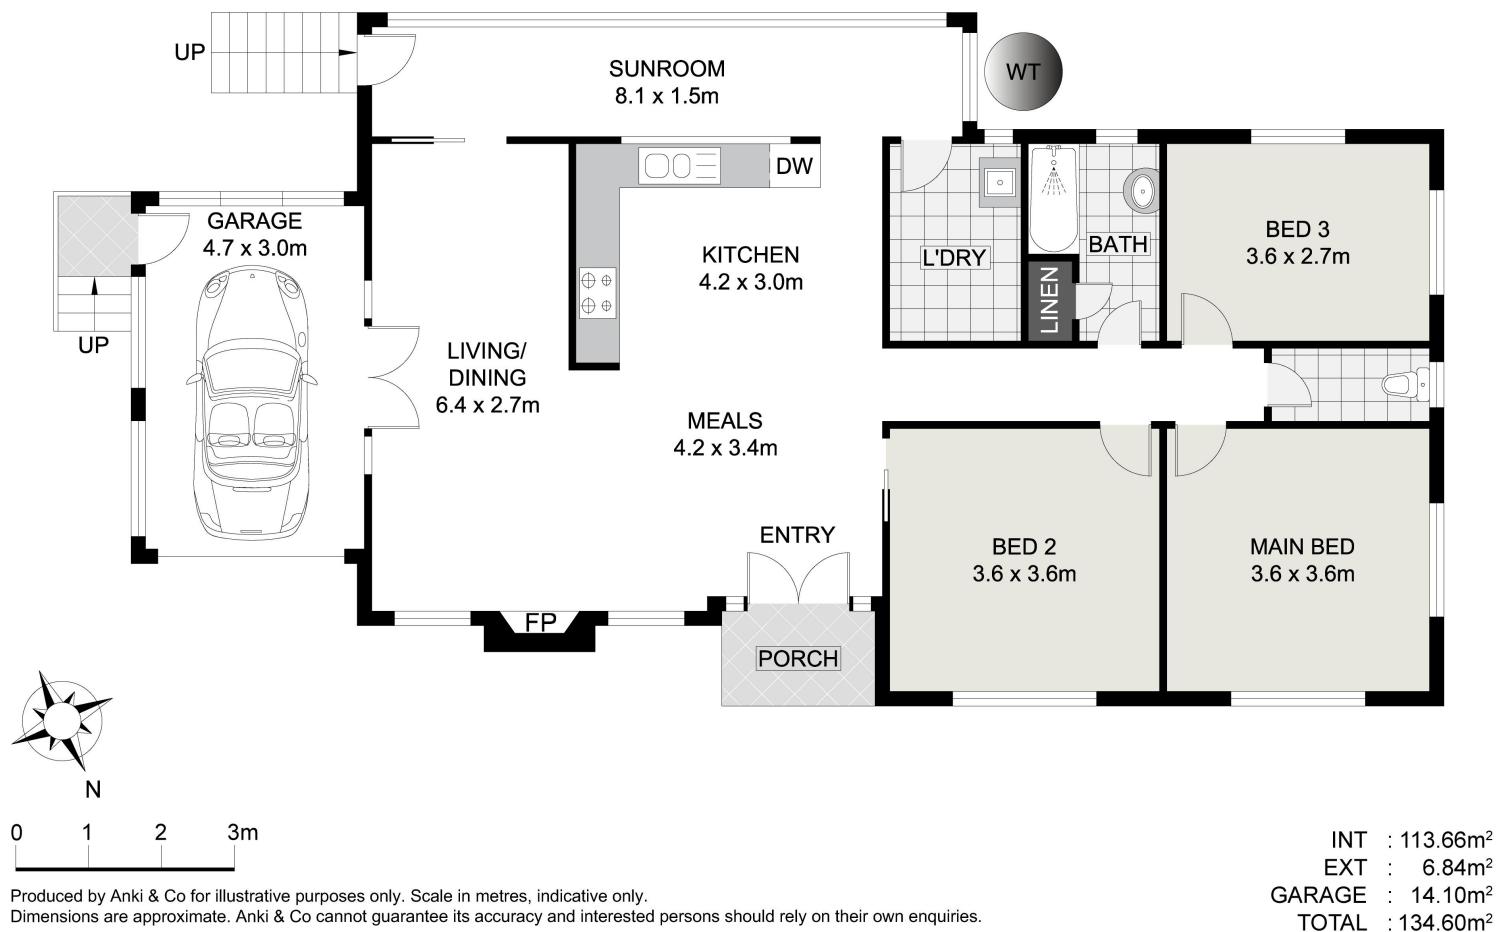 UP
SUNROOM
8.1 x 1.5m
WT
DW
GARAGE
4.7 x 3.0m
UP
KITCHEN
4.2 x 3.0m
L'DRY
BATH
LINEN
BED 3
3.6 x 2.7m
LIVING/
DINING
6.4 x 2.7m
MEALS
4.2 x 3.4m
ENTRY
BED 2
3.6 x 3.6m
MAIN BED
3.6 x 3.6m
FP
PORCH
N
0 1 2 3m
INT : 113.66m²
EXT : 6.84m²
GARAGE : 14.10m²
TOTAL : 134.60m²
Produced by Anki & Co for illustrative purposes only. Scale in metres, indicative only.
Dimensions are approximate. Anki & Co cannot guarantee its accuracy and interested persons should rely on their own enquiries.